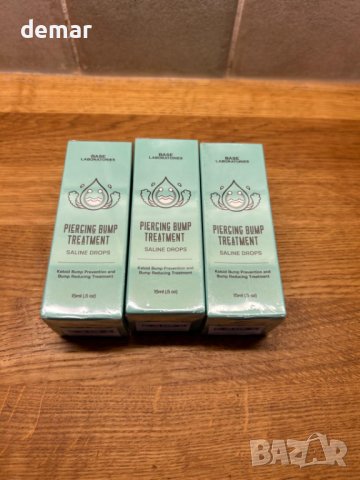 demar
BASE
LABORATORIES
PIERCING BUMP
TREATMENT
SALINE DROPS
Keloid Bump Prevention and
Bump Reducing Treatment
15ml (.5 oz)
BASE
LABORATORIES
PIERCING BUMP
TREATMENT
SALINE DROPS
Keloid Bump Prevention and
Bump Reducing Treatment
15ml (.5 oz)
BASE
LABORATORIES
PIERCING BUMP
TREATMENT
SALINE DROPS
Keloid Bump Prevention and
Bump Reducing Treatment
15ml (.5 oz)
BAZAR